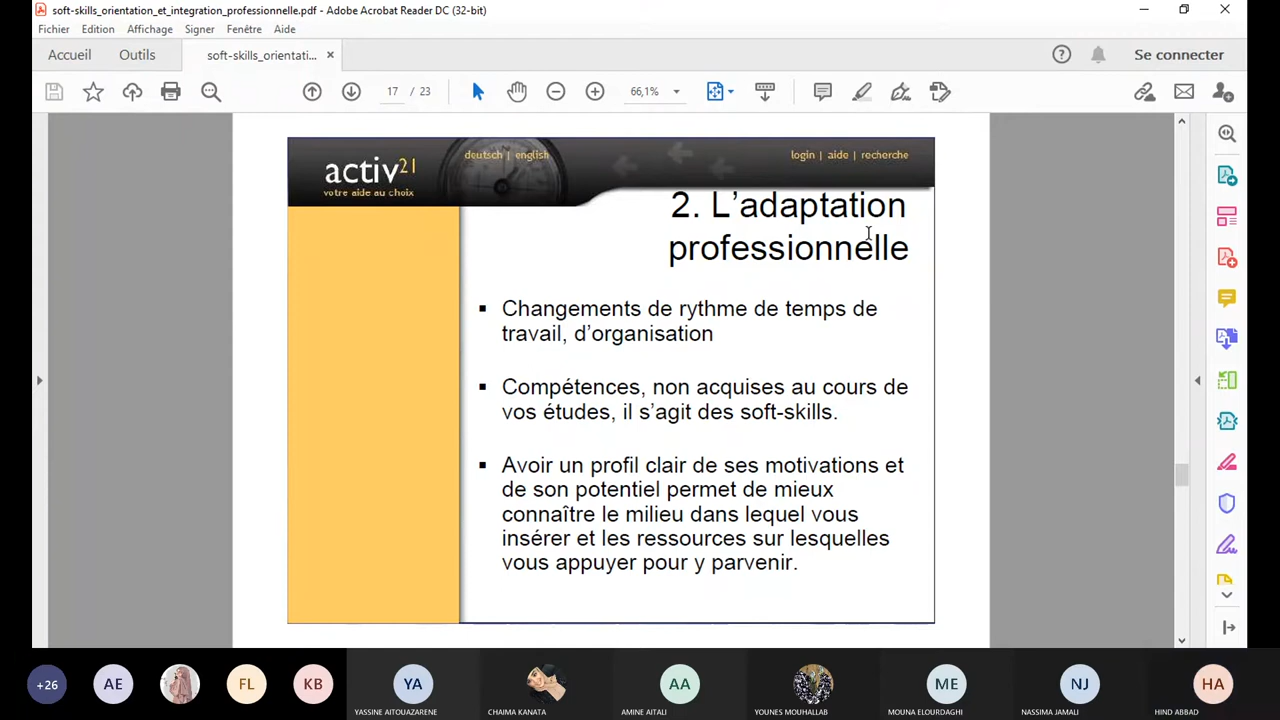 soft-skills_orientation_et_integration_professionnelle.pdf - Adobe Acrobat Reader DC (32-bit)
Fichier Edition Affichage Signer Fenêtre Aide
Accueil Outils soft-skills_orientati... Se connecter
17 / 23 66,1%
deutsch | english login | aide | recherche
activ21
votre aide au choix
2. L’adaptation
professionnelle
▪ Changements de rythme de temps de
travail, d’organisation
▪ Compétences, non acquises au cours de
vos études, il s’agit des soft-skills.
▪ Avoir un profil clair de ses motivations et
de son potentiel permet de mieux
connaître le milieu dans lequel vous
insérer et les ressources sur lesquelles
vous appuyer pour y parvenir.
+26 AE FL KB YA AA ME NJ HA
YASSINE AITOUAZARENE CHAIMA KANATA AMINE AITALI YOUNES MOUHALLAB MOUNA ELOURDAGHI NASSIMA JAMALI HIND ABBAD